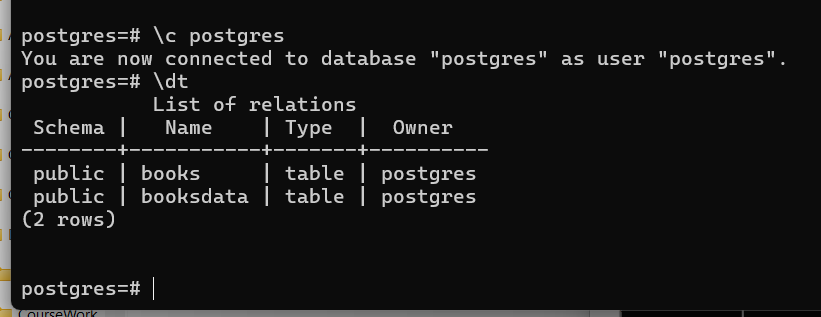 postgres=# \c postgres
You are now connected to database "postgres" as user "postgres".
postgres=# \dt
           List of relations
 Schema |   Name    | Type  |  Owner
--------+-----------+-------+----------
 public | books     | table | postgres
 public | booksdata | table | postgres
(2 rows)
postgres=#
CourseWork